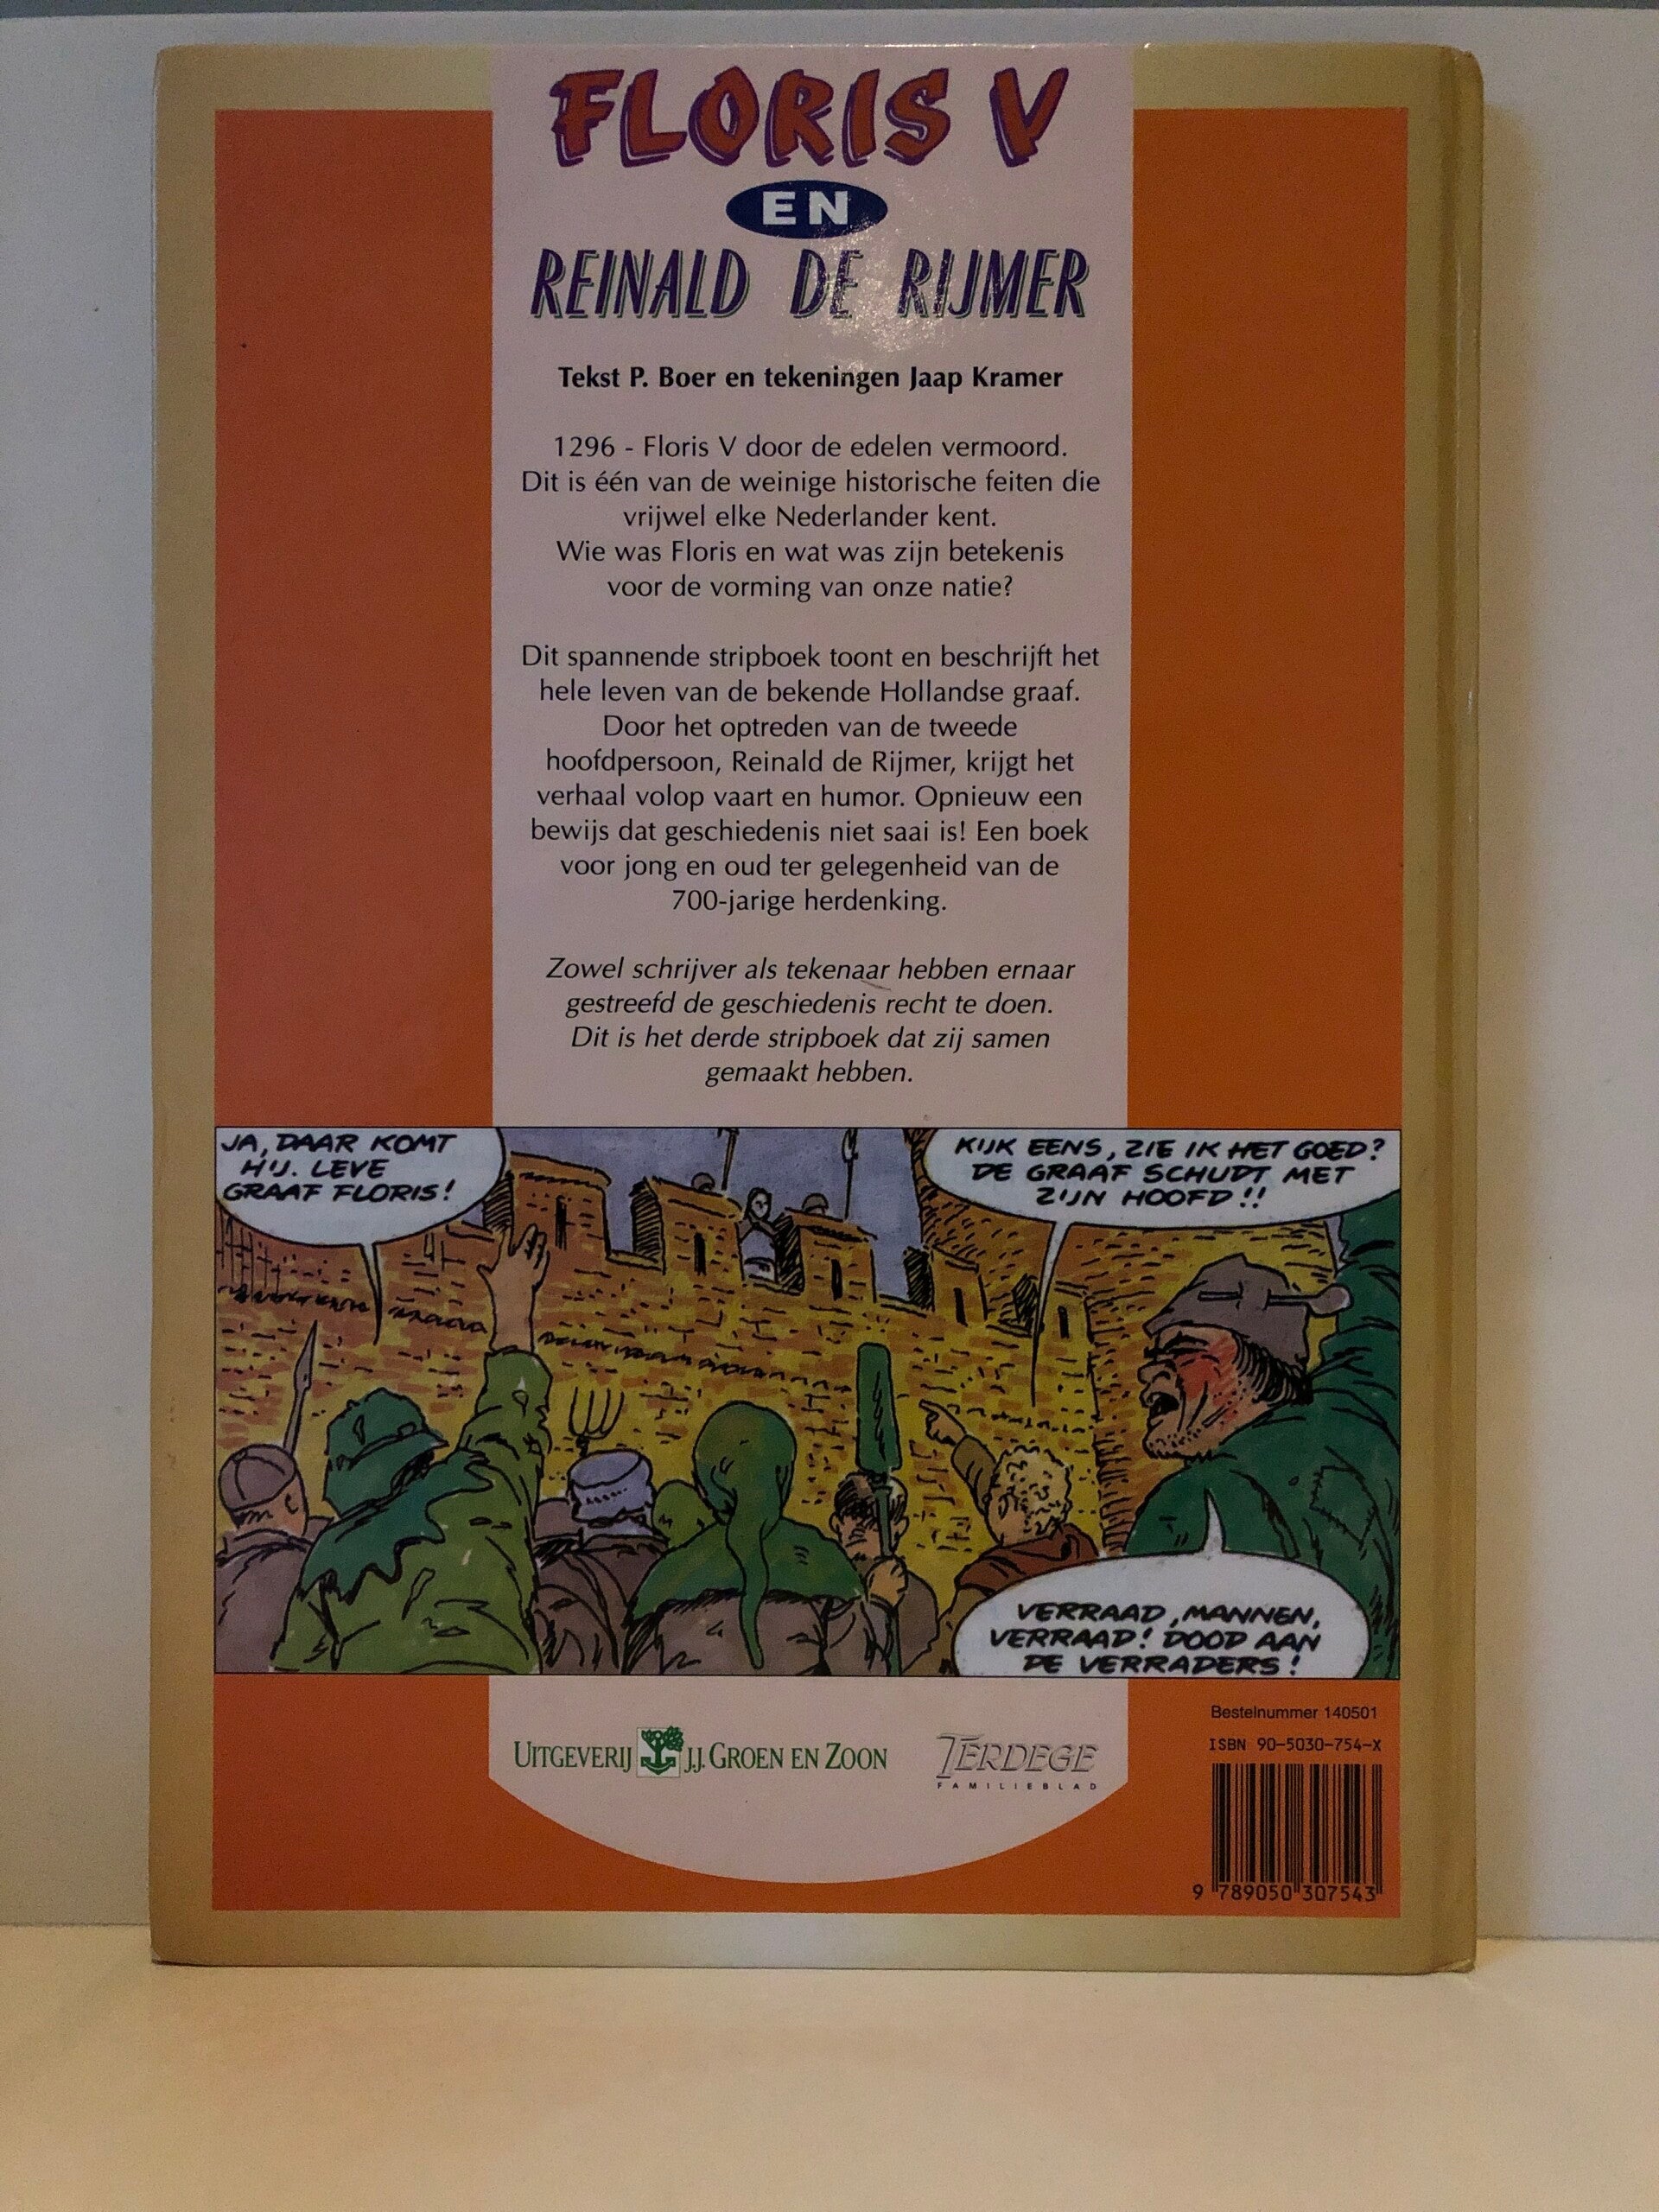 FLORIS V
EN
REINALD DE RIJMER
Tekst P. Boer en tekeningen Jaap Kramer
1296 - Floris V door de edelen vermoord.
Dit is één van de weinige historische feiten die
vrijwel elke Nederlander kent.
Wie was Floris en wat was zijn betekenis
voor de vorming van onze natie?
Dit spannende stripboek toont en beschrijft het
hele leven van de bekende Hollandse graaf.
Door het optreden van de tweede
hoofdpersoon, Reinald de Rijmer, krijgt het
verhaal volop vaart en humor. Opnieuw een
bewijs dat geschiedenis niet saai is! Een boek
voor jong en oud ter gelegenheid van de
700-jarige herdenking.
Zowel schrijver als tekenaar hebben ernaar
gestreefd de geschiedenis recht te doen.
Dit is het derde stripboek dat zij samen
gemaakt hebben.
JA, DAAR KOMT
HIJ. LEVE
GRAAF FLORIS!
KIJK EENS, ZIE IK HET GOED?
DE GRAAF SCHUDT MET
ZIJN HOOFD!!
VERRAAD, MANNEN,
VERRAAD! DOOD AAN
DE VERRADERS!
UITGEVERIJ J.J. GROEN EN ZOON
TERDEGE
FAMILIEBLAD
Bestelnummer 140501
ISBN 90-5030-754-X
9 789050 307543